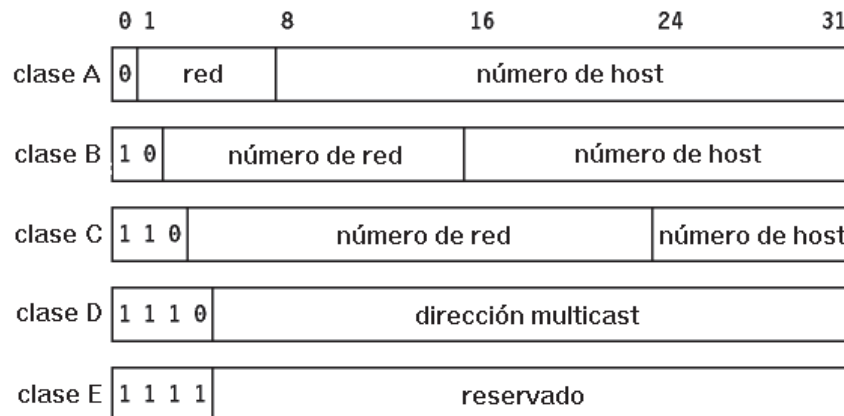 0 1 8 16 24 31
clase A 0 red número de host
clase B 1 0 número de red número de host
clase C 1 1 0 número de red número de host
clase D 1 1 1 0 dirección multicast
clase E 1 1 1 1 reservado